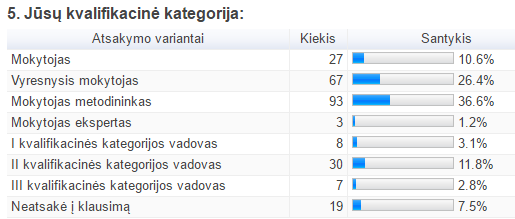 5. Jūsų kvalifikacinė kategorija:
Atsakymo variantai Kiekis Santykis
Mokytojas 27 10.6%
Vyresnysis mokytojas 67 26.4%
Mokytojas metodininkas 93 36.6%
Mokytojas ekspertas 3 1.2%
I kvalifikacinės kategorijos vadovas 8 3.1%
II kvalifikacinės kategorijos vadovas 30 11.8%
III kvalifikacinės kategorijos vadovas 7 2.8%
Neatsakė į klausimą 19 7.5%